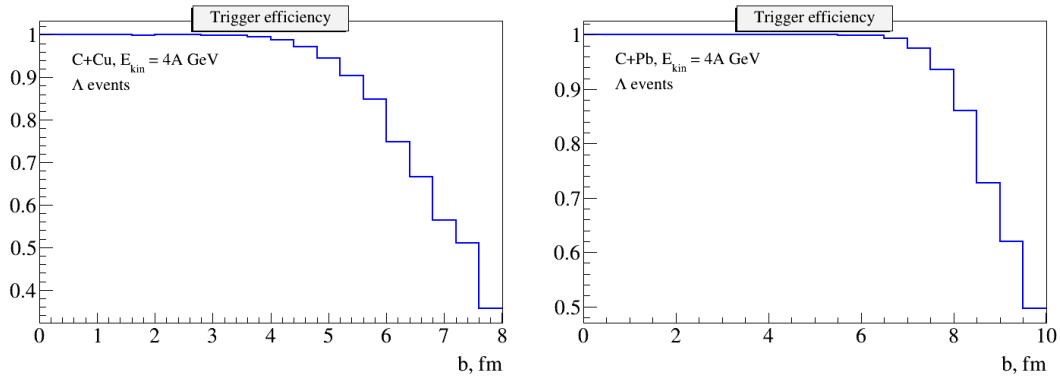 Trigger efficiency
C+Cu, E_kin = 4A GeV
Λ events
1
0.9
0.8
0.7
0.6
0.5
0.4
0 1 2 3 4 5 6 7 8
b, fm
Trigger efficiency
C+Pb, E_kin = 4A GeV
Λ events
1
0.9
0.8
0.7
0.6
0.5
0 2 4 6 8 10
b, fm